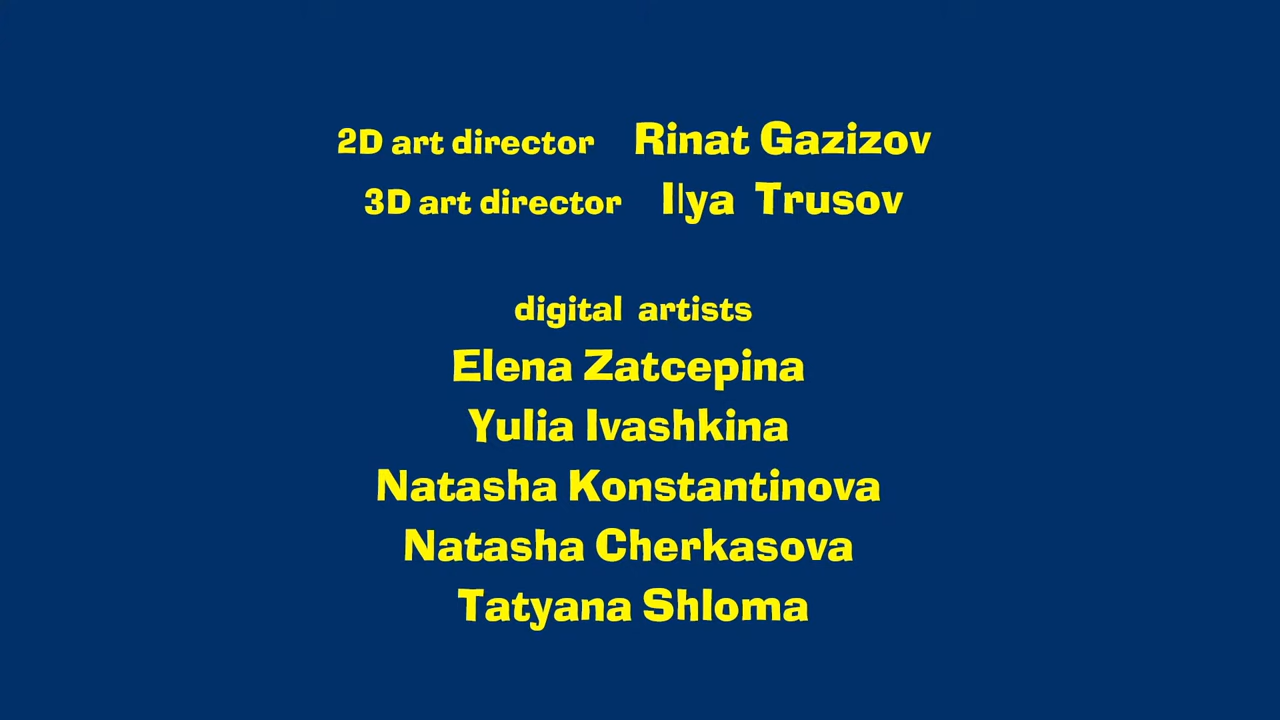 2D art director Rinat Gazizov
3D art director Ilya Trusov
digital artists
Elena Zatcepina
Yulia Ivashkina
Natasha Konstantinova
Natasha Cherkasova
Tatyana Shloma